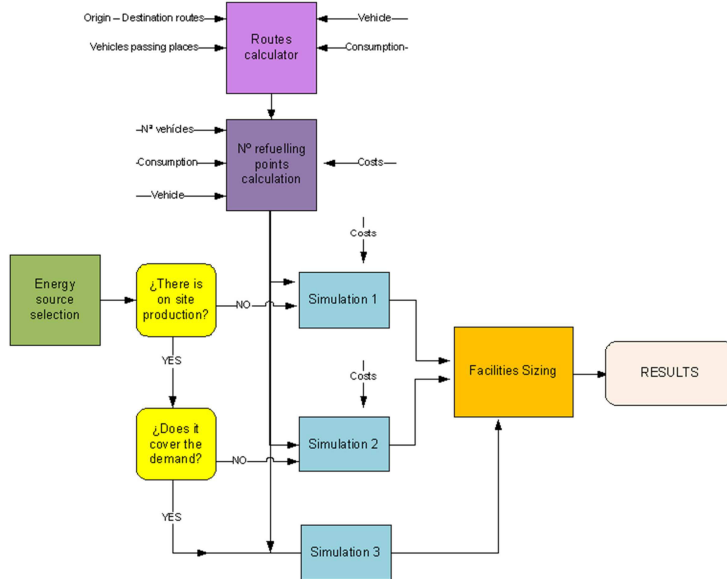 Origin – Destination routes
Vehicle
Routes
calculator
Vehicles passing places
Consumption
Nª vehícles
Nº refuelling
points
calculation
Consumption
Costs
Vehicle
Costs
Energy
source
selection
¿There is
on site
production?
NO
Simulation 1
YES
Costs
Facilities Sizing
RESULTS
¿Does it
cover the
demand?
NO
Simulation 2
YES
Simulation 3